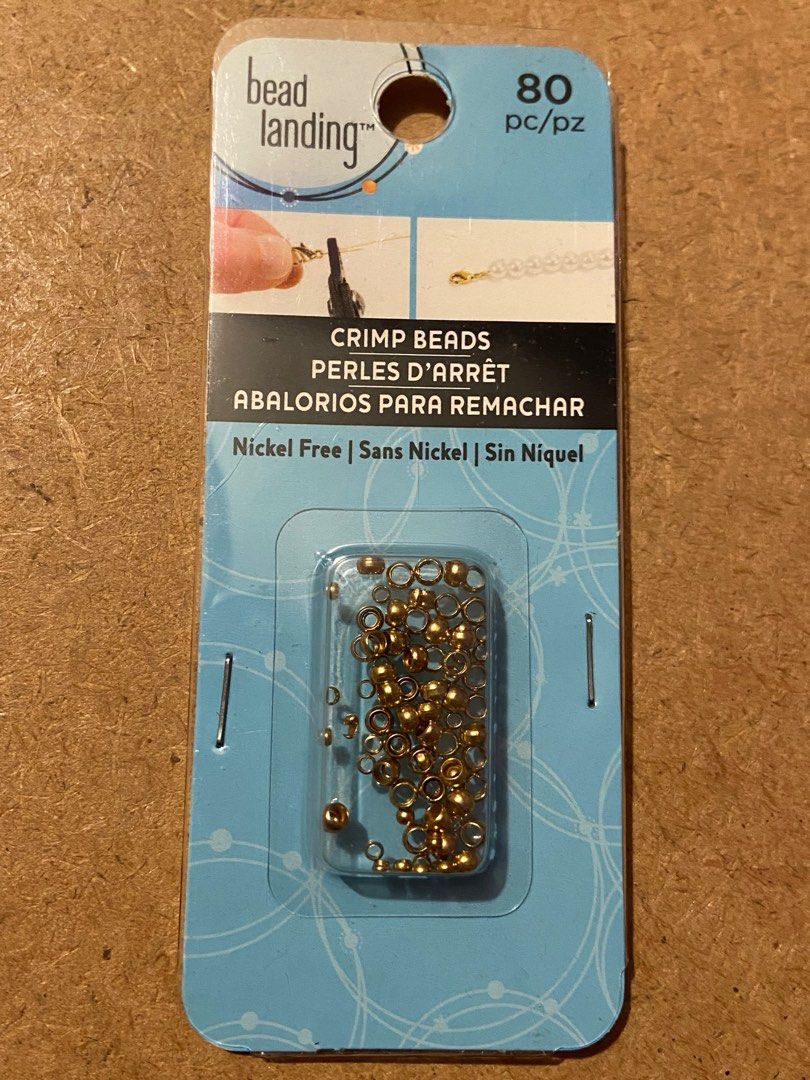 bead
landing™
80
pc/pz
CRIMP BEADS
PERLES D'ARRÊT
ABALORIOS PARA REMACHAR
Nickel Free | Sans Nickel | Sin Níquel